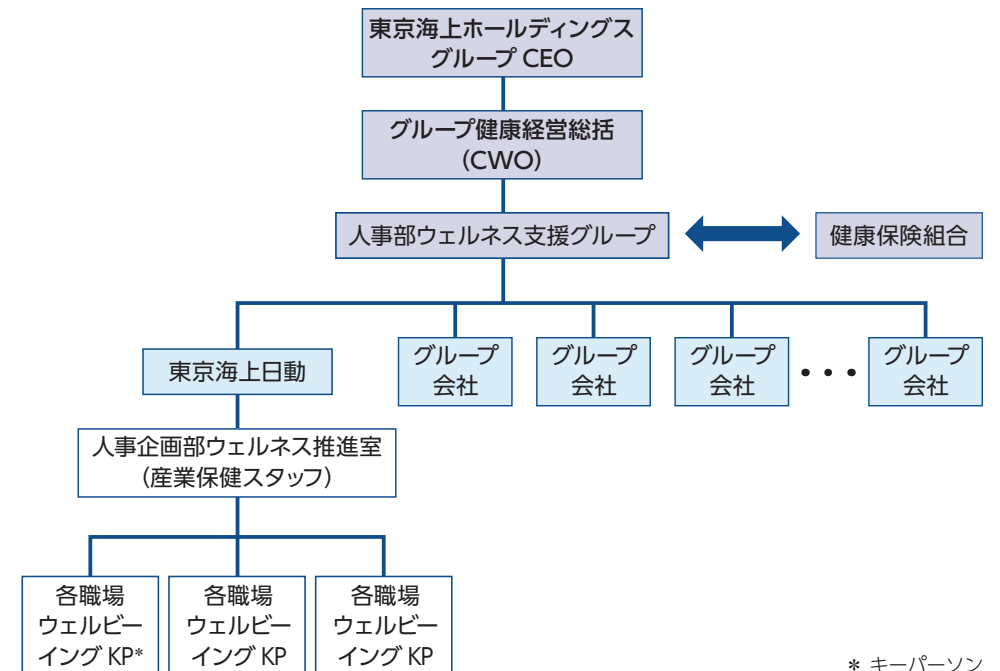 東京海上ホールディングス
グループ CEO
グループ健康経営総括
（CWO）
人事部ウェルネス支援グループ
健康保険組合
東京海上日動
グループ
会社
グループ
会社
グループ
会社
・・・
グループ
会社
人事企画部ウェルネス推進室
（産業保健スタッフ）
各職場
ウェルビー
イング KP*
各職場
ウェルビー
イング KP
各職場
ウェルビー
イング KP
* キーパーソン